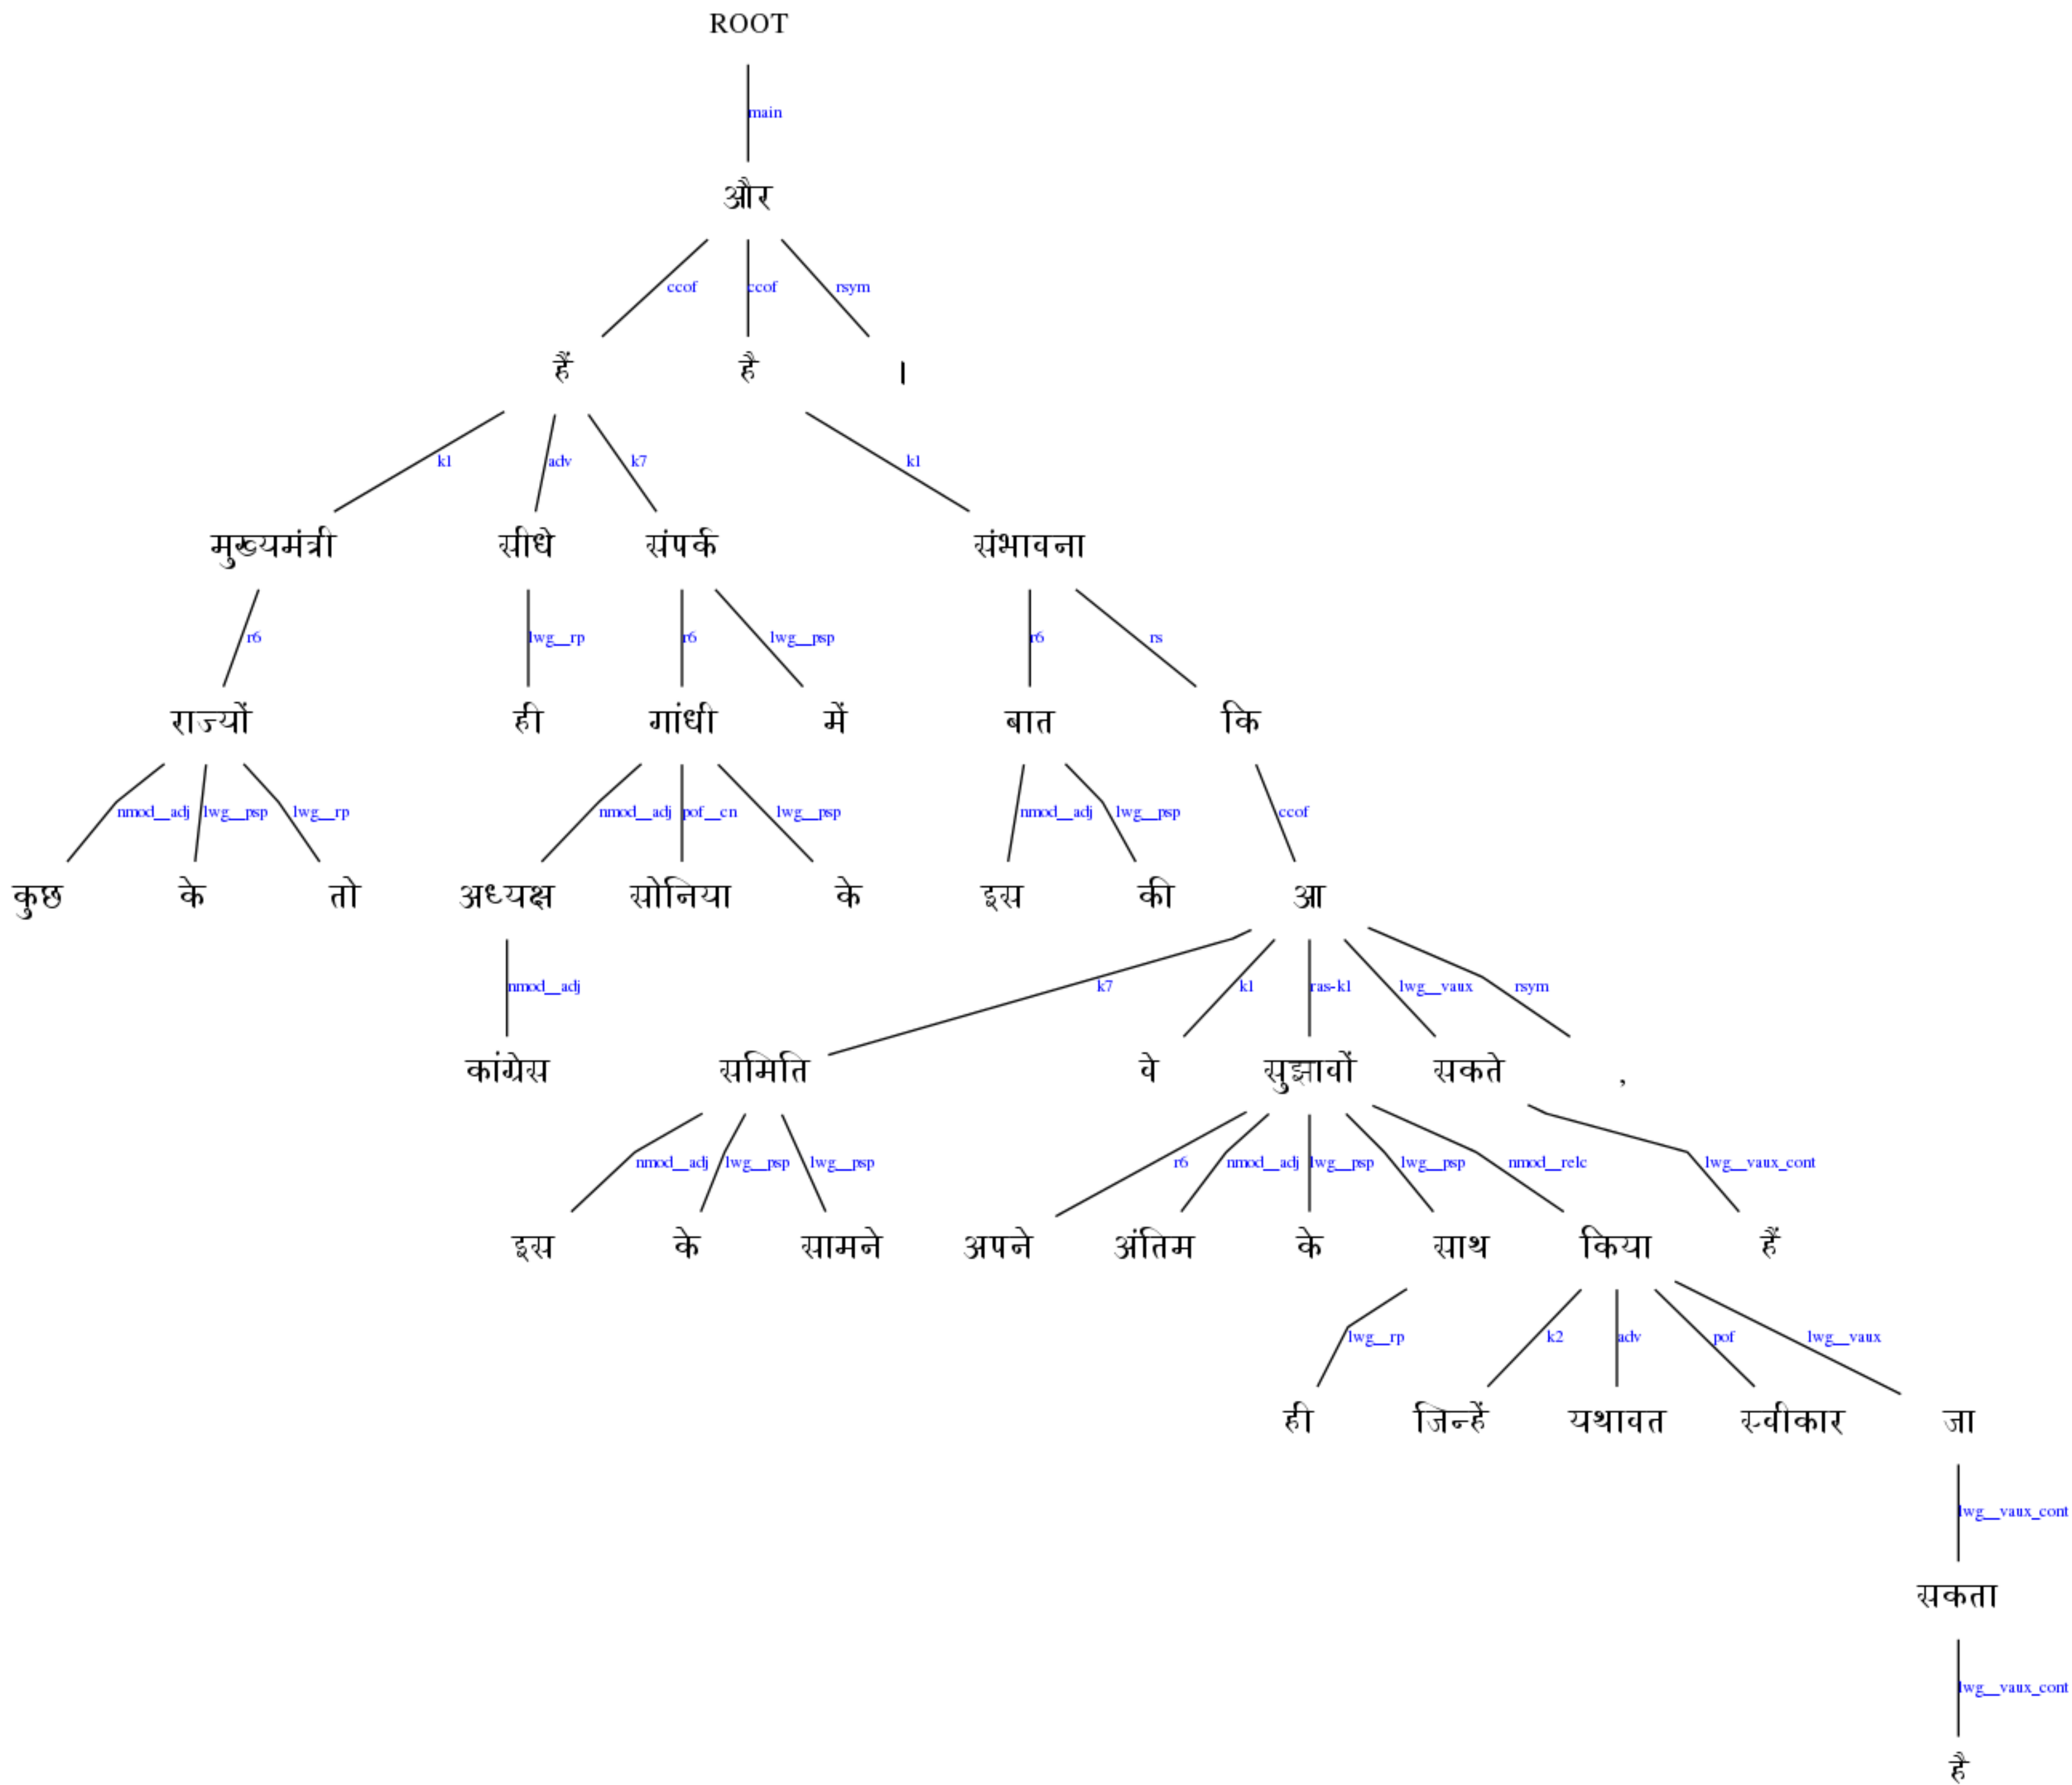 ROOT
main
और
ccof ccof rsym
हैं है ।
k1 adv k7 k1
मुख्यमंत्री सीधे संपर्क संभावना
r6 lwg__rp r6 lwg__psp r6 rs
राज्यों ही गांधी में बात कि
nmod__adj lwg__psp lwg__rp nmod__adj pof__cn lwg__psp nmod__adj lwg__psp ccof
कुछ के तो अध्यक्ष सोनिया के इस की आ
nmod__adj k7 k1 ras-k1 lwg__vaux rsym
कांग्रेस समिति वे सुझावों सकते ,
nmod__adj lwg__psp lwg__psp r6 nmod__adj lwg__psp lwg__psp nmod__relc lwg__vaux_cont
इस के सामने अपने अंतिम के साथ किया हैं
lwg__rp k2 adv pof lwg__vaux
ही जिन्हें यथावत स्वीकार जा
lwg__vaux_cont
सकता
lwg__vaux_cont
है